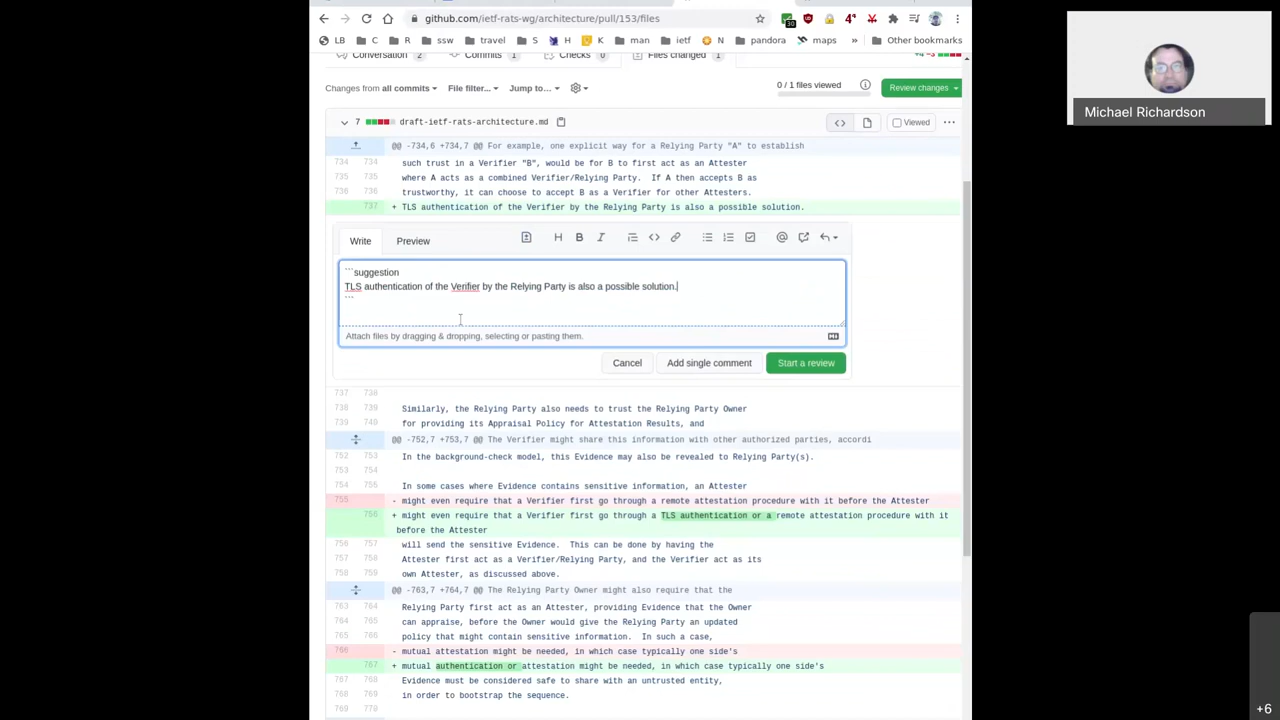 github.com/ietf-rats-wg/architecture/pull/153/files
30
4
LB C R ssw travel S H K man ietf N pandora maps » Other bookmarks
Conversation 2 Commits 1 Checks 0 Files changed 1 +4 −3
Changes from all commits File filter... Jump to... 0 / 1 files viewed Review changes
7 draft-ietf-rats-architecture.md Viewed ...
@@ -734,6 +734,7 @@ For example, one explicit way for a Relying Party "A" to establish
734 734 such trust in a Verifier "B", would be for B to first act as an Attester
735 735 where A acts as a combined Verifier/Relying Party. If A then accepts B as
736 736 trustworthy, it can choose to accept B as a Verifier for other Attesters.
737 + TLS authentication of the Verifier by the Relying Party is also a possible solution.
Write Preview H B I @
```suggestion
TLS authentication of the Verifier by the Relying Party is also a possible solution.
```
Attach files by dragging & dropping, selecting or pasting them.
Cancel Add single comment Start a review
737 738
738 739 Similarly, the Relying Party also needs to trust the Relying Party Owner
739 740 for providing its Appraisal Policy for Attestation Results, and
@@ -752,7 +753,7 @@ The Verifier might share this information with other authorized parties, accordi
752 753 In the background-check model, this Evidence may also be revealed to Relying Party(s).
753 754
754 755 In some cases where Evidence contains sensitive information, an Attester
755 - might even require that a Verifier first go through a remote attestation procedure with it before the Attester
756 + might even require that a Verifier first go through a TLS authentication or a remote attestation procedure with it
before the Attester
756 757 will send the sensitive Evidence. This can be done by having the
757 758 Attester first act as a Verifier/Relying Party, and the Verifier act as its
758 759 own Attester, as discussed above.
@@ -763,7 +764,7 @@ The Relying Party Owner might also require that the
763 764 Relying Party first act as an Attester, providing Evidence that the Owner
764 765 can appraise, before the Owner would give the Relying Party an updated
765 766 policy that might contain sensitive information. In such a case,
766 - mutual attestation might be needed, in which case typically one side's
767 + mutual authentication or attestation might be needed, in which case typically one side's
767 768 Evidence must be considered safe to share with an untrusted entity,
768 769 in order to bootstrap the sequence.
769 770
Michael Richardson
+6